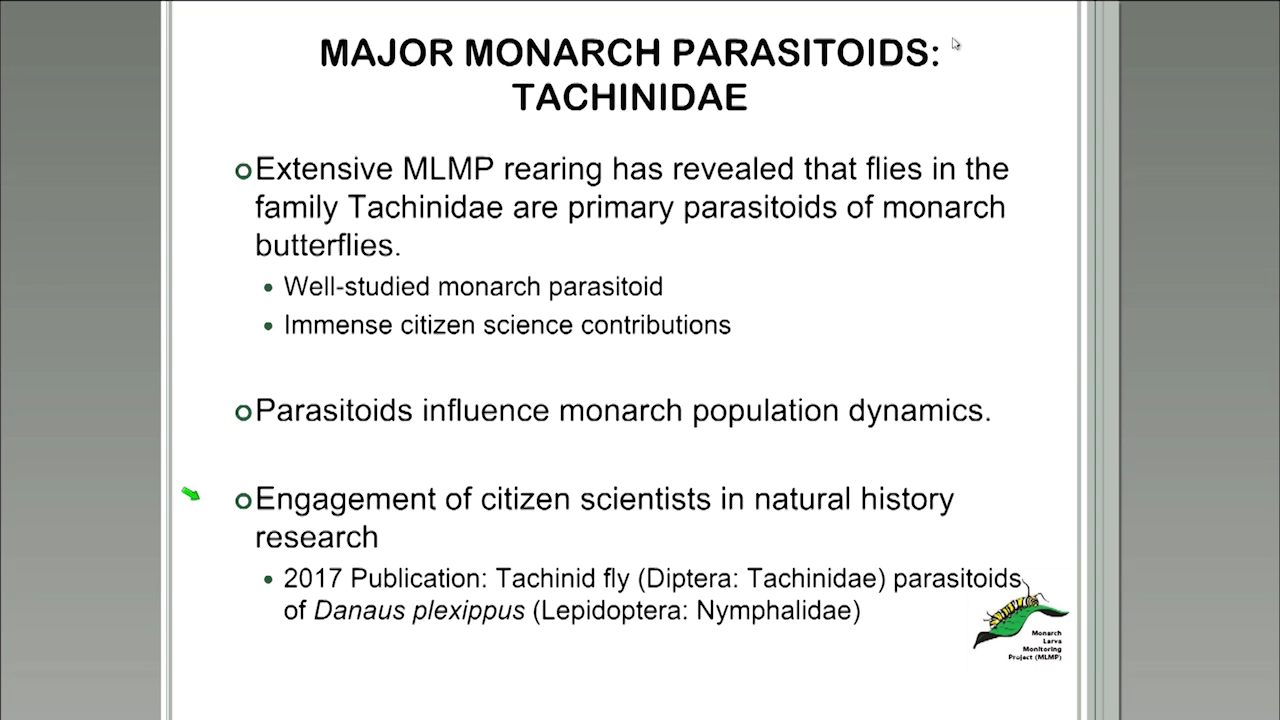 MAJOR MONARCH PARASITOIDS:
TACHINIDAE
Extensive MLMP rearing has revealed that flies in the
family Tachinidae are primary parasitoids of monarch
butterflies.
• Well-studied monarch parasitoid
• Immense citizen science contributions
Parasitoids influence monarch population dynamics.
Engagement of citizen scientists in natural history
research
• 2017 Publication: Tachinid fly (Diptera: Tachinidae) parasitoids
of Danaus plexippus (Lepidoptera: Nymphalidae)
Monarch
Larva
Monitoring
Project (MLMP)